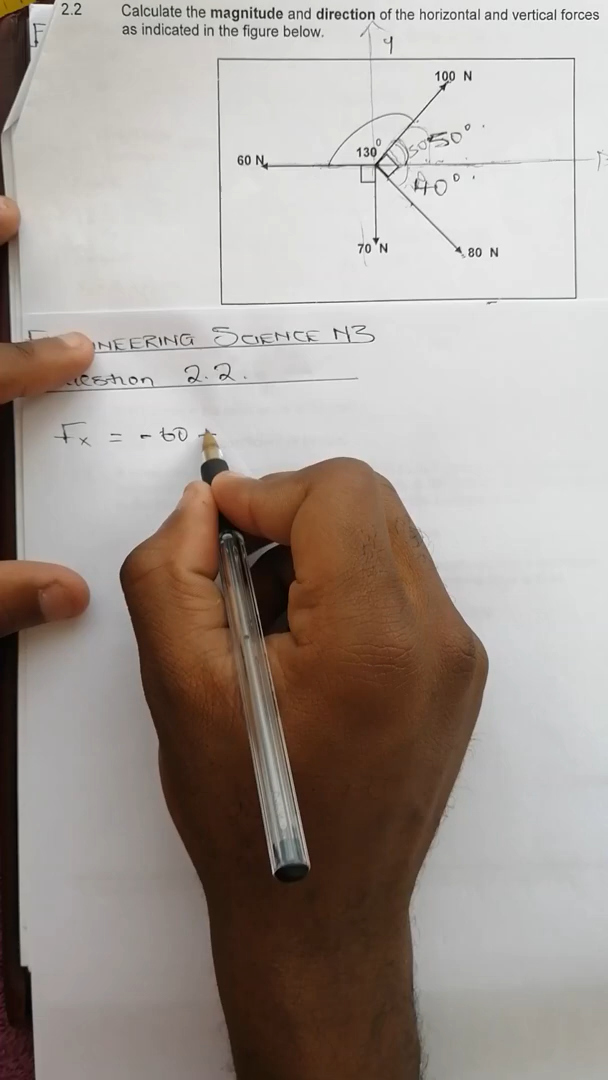 2.2 Calculate the magnitude and direction of the horizontal and vertical forces
as indicated in the figure below.
y
100 N
130°
50° 50°
60 N
40°
70 N
80 N
ENGINEERING SCIENCE N3
Question 2.2.
Fx = -60